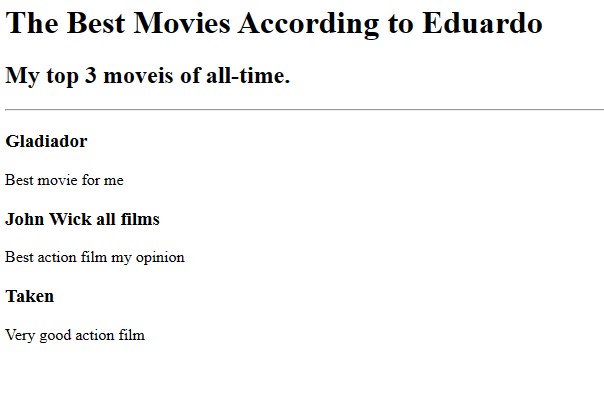 The Best Movies According to Eduardo
My top 3 moveis of all-time.
Gladiador
Best movie for me
John Wick all films
Best action film my opinion
Taken
Very good action film